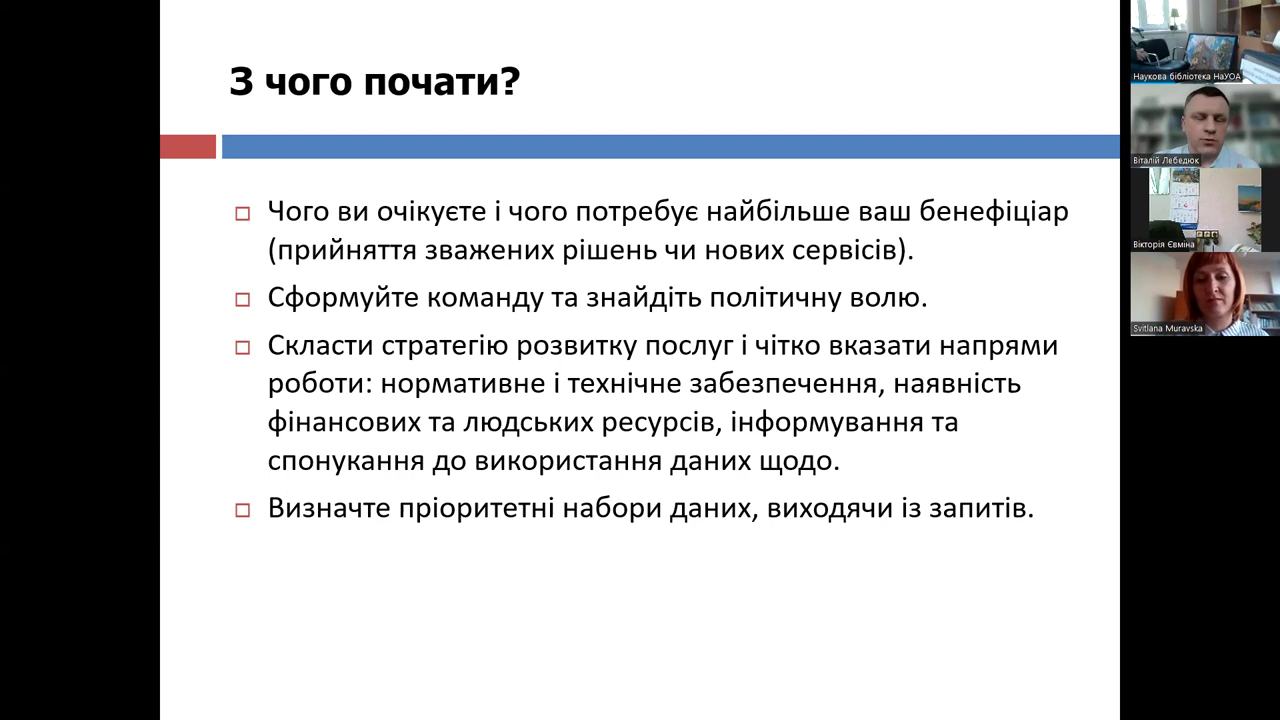 З чого почати?
Чого ви очікуєте і чого потребує найбільше ваш бенефіціар
(прийняття зважених рішень чи нових сервісів).
Сформуйте команду та знайдіть політичну волю.
Скласти стратегію розвитку послуг і чітко вказати напрями
роботи: нормативне і технічне забезпечення, наявність
фінансових та людських ресурсів, інформування та
спонукання до використання даних щодо.
Визначте пріоритетні набори даних, виходячи із запитів.
Наукова бібліотека НаУОА
Віталій Лебедюк
Вікторія Євміна
Svitlana Muravska